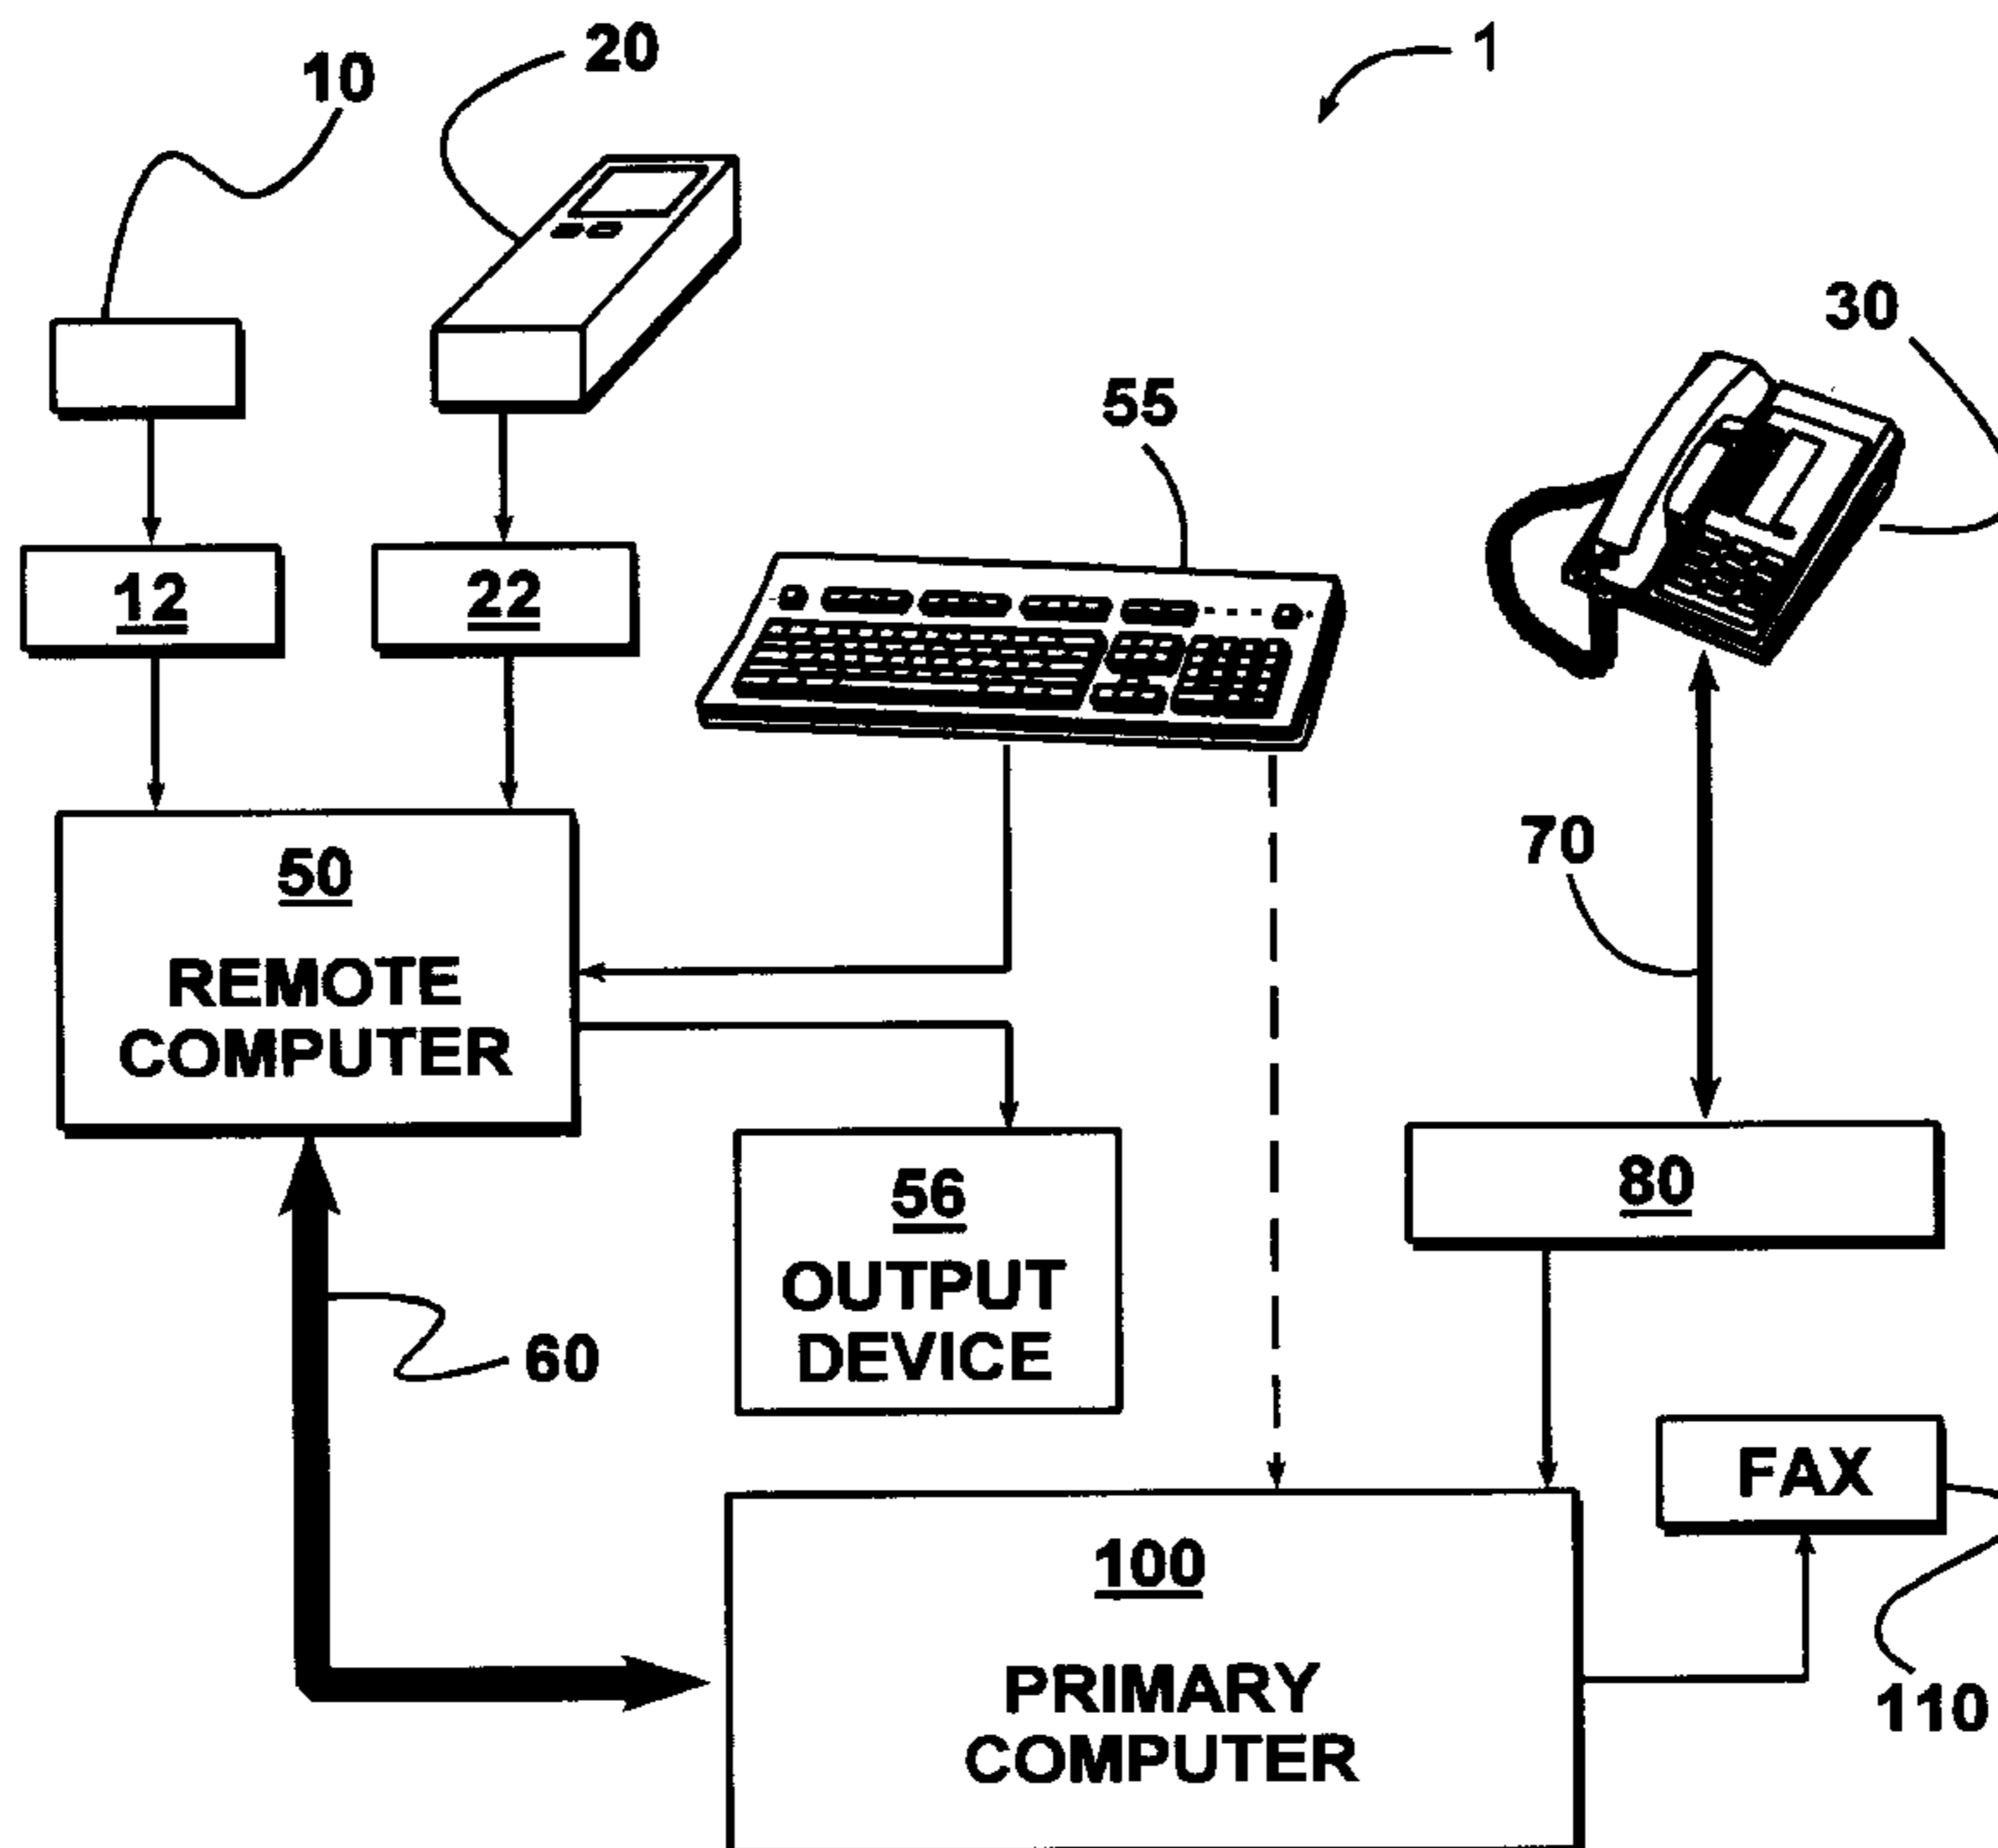 1
20
10
30
55
12
22
70
50
REMOTE
COMPUTER
80
56
OUTPUT
DEVICE
60
FAX
100
PRIMARY
COMPUTER
110